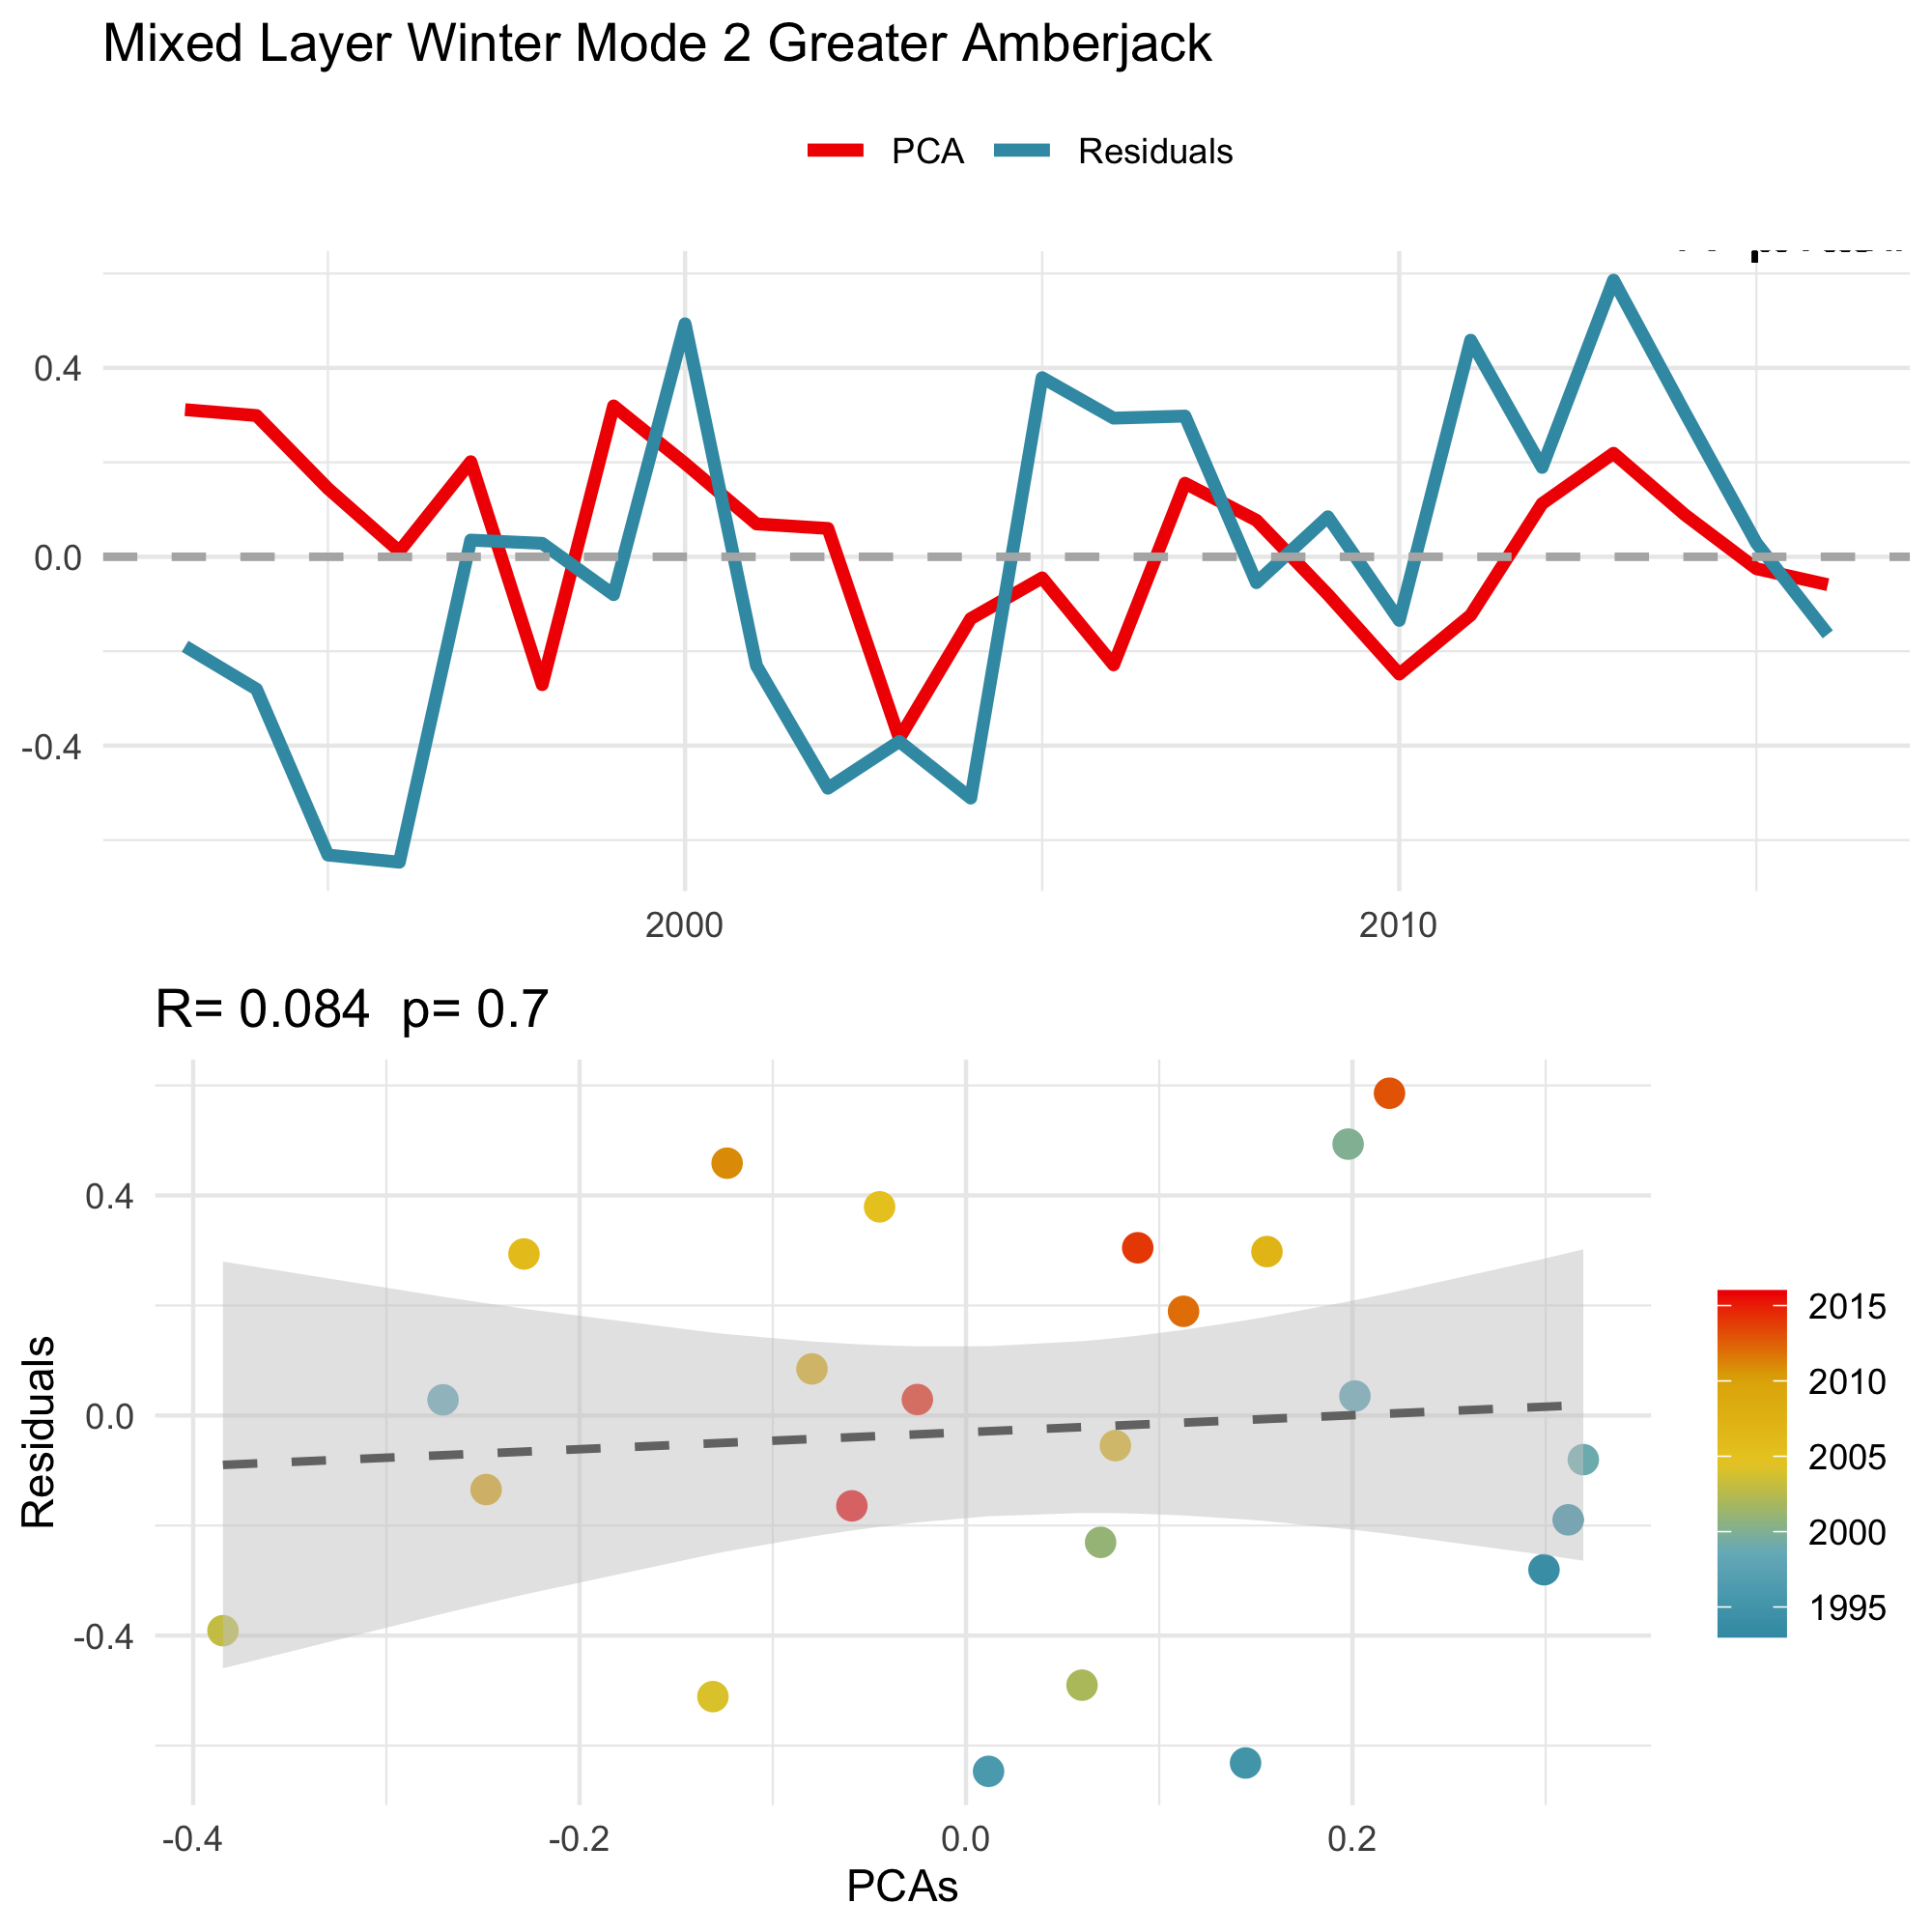 Mixed Layer Winter Mode 2 Greater Amberjack
PCA Residuals
0.4
0.0
-0.4
2000 2010
R= 0.084 p= 0.7
Residuals
0.4
0.0
-0.4
-0.4 -0.2 0.0 0.2
PCAs
2015
2010
2005
2000
1995